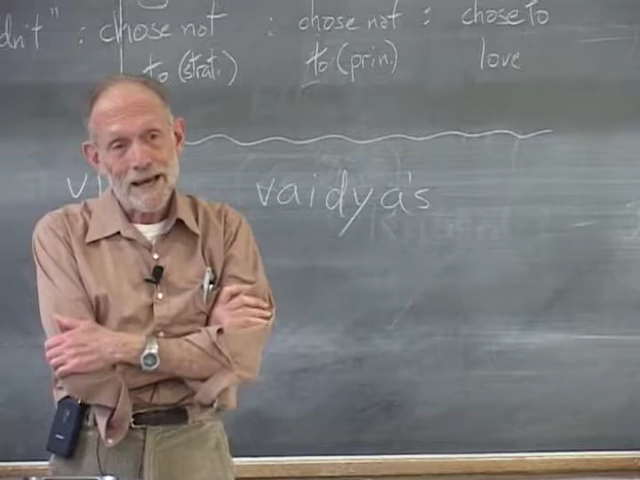 dn't" : chose not : chose not : chose to
to (strat.) to (prin.) love
vaidya's